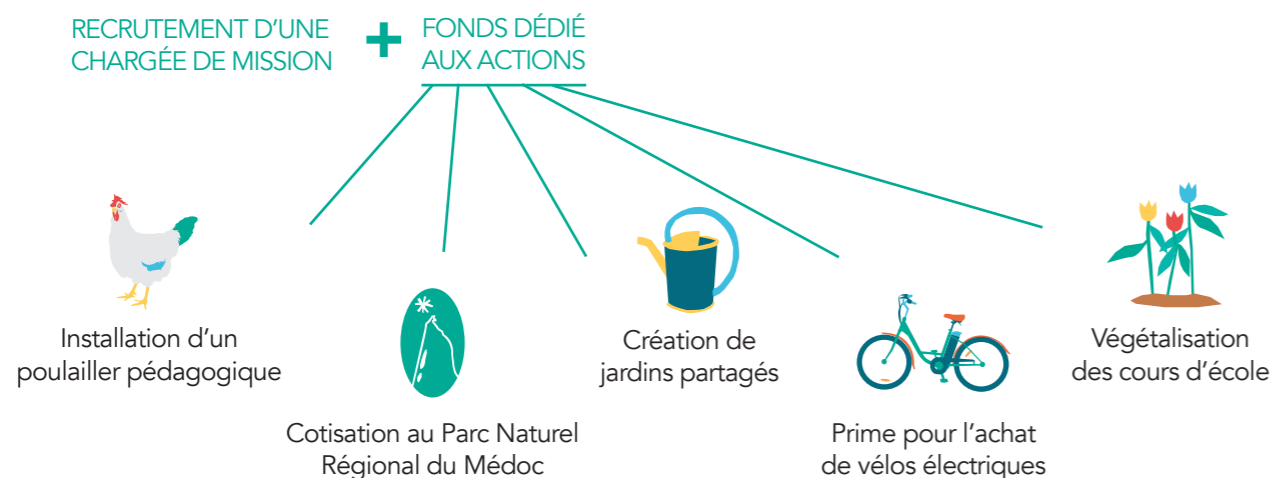 RECRUTEMENT D’UNE
CHARGÉE DE MISSION
+
FONDS DÉDIÉ
AUX ACTIONS
Installation d’un
poulailler pédagogique
Cotisation au Parc Naturel
Régional du Médoc
Création de
jardins partagés
Prime pour l’achat
de vélos électriques
Végétalisation
des cours d’école